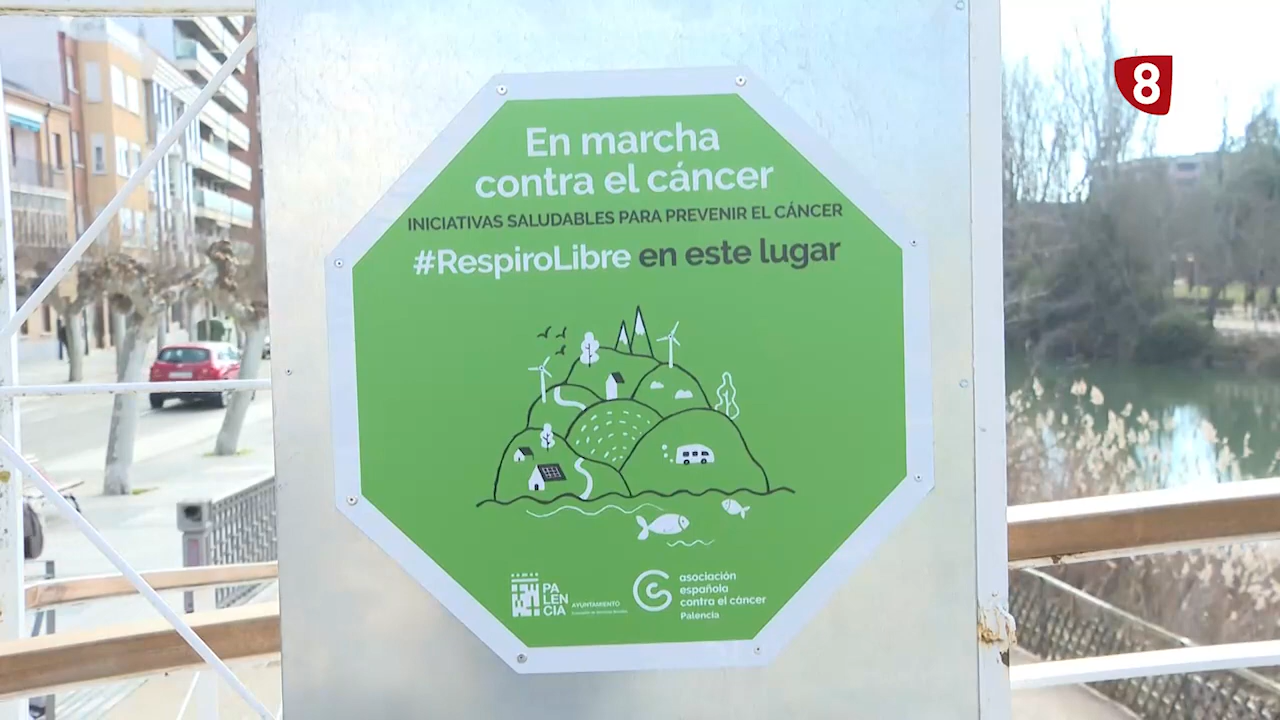 8
En marcha
contra el cáncer
INICIATIVAS SALUDABLES PARA PREVENIR EL CÁNCER
#RespiroLibre en este lugar
PA
LEN
CIA
AYUNTAMIENTO
asociación
española
contra el cáncer
Palencia